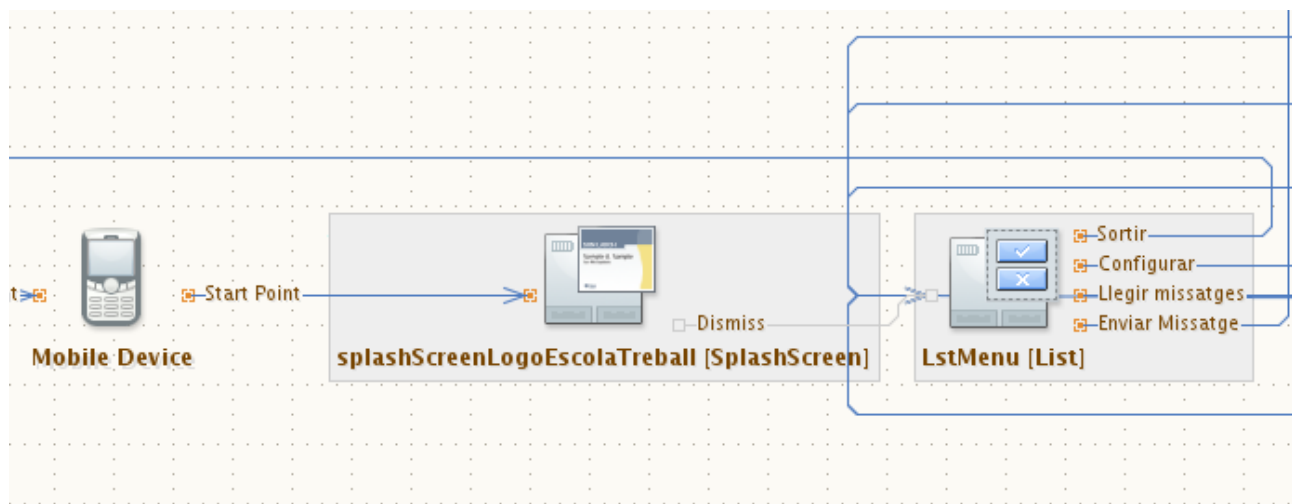 Sortir
Configurar
t
Start Point
Llegir missatges
Dismiss
Enviar Missatge
Mobile Device
splashScreenLogoEscolaTreball [SplashScreen]
LstMenu [List]